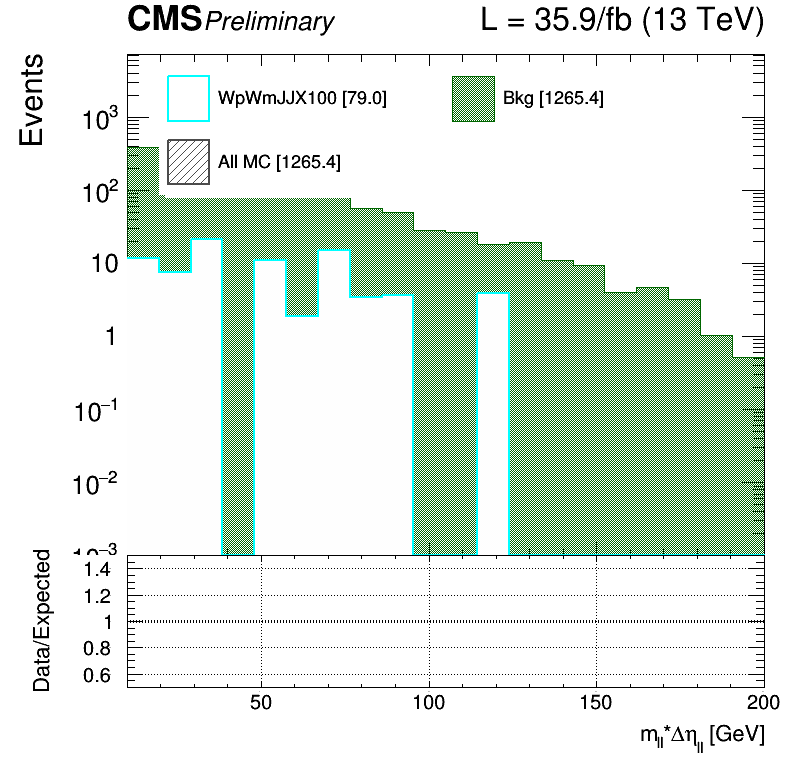 CMS Preliminary L = 35.9/fb (13 TeV)
Events
WpWmJJX100 [79.0]
Bkg [1265.4]
All MC [1265.4]
10³
10²
10
1
10⁻¹
10⁻²
10⁻³
Data/Expected
1.4
1.2
1
0.8
0.6
50 100 150 200
m_ll*Δη_ll [GeV]